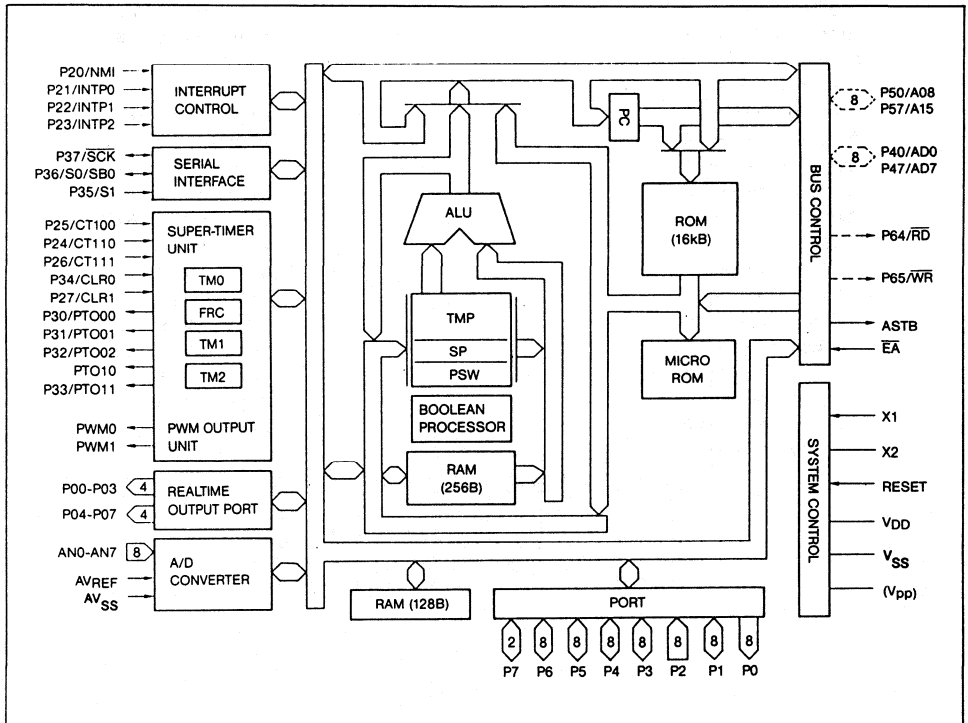 P20/NMI
P21/INTP0
P22/INTP1
P23/INTP2
INTERRUPT
CONTROL
P37/S̅C̅K̅
P36/S0/SB0
P35/S1
SERIAL
INTERFACE
P25/CT100
P24/CT110
P26/CT111
P34/CLR0
P27/CLR1
P30/PTO00
P31/PTO01
P32/PTO02
PTO10
P33/PTO11
PWM0
PWM1
SUPER-TIMER
UNIT
TM0
FRC
TM1
TM2
PWM OUTPUT
UNIT
P00-P03
4
P04-P07
4
REALTIME
OUTPUT PORT
AN0-AN7
8
AVREF
AVSS
A/D
CONVERTER
ALU
TMP
SP
PSW
BOOLEAN
PROCESSOR
RAM
(256B)
PC
ROM
(16kB)
MICRO
ROM
RAM (128B)
PORT
2 8 8 8 8 8 8 8
P7 P6 P5 P4 P3 P2 P1 P0
BUS CONTROL
8
P50/A08
P57/A15
8
P40/AD0
P47/AD7
P64/R̅D̅
P65/W̅R̅
ASTB
E̅A̅
SYSTEM CONTROL
X1
X2
RESET
VDD
VSS
(Vpp)